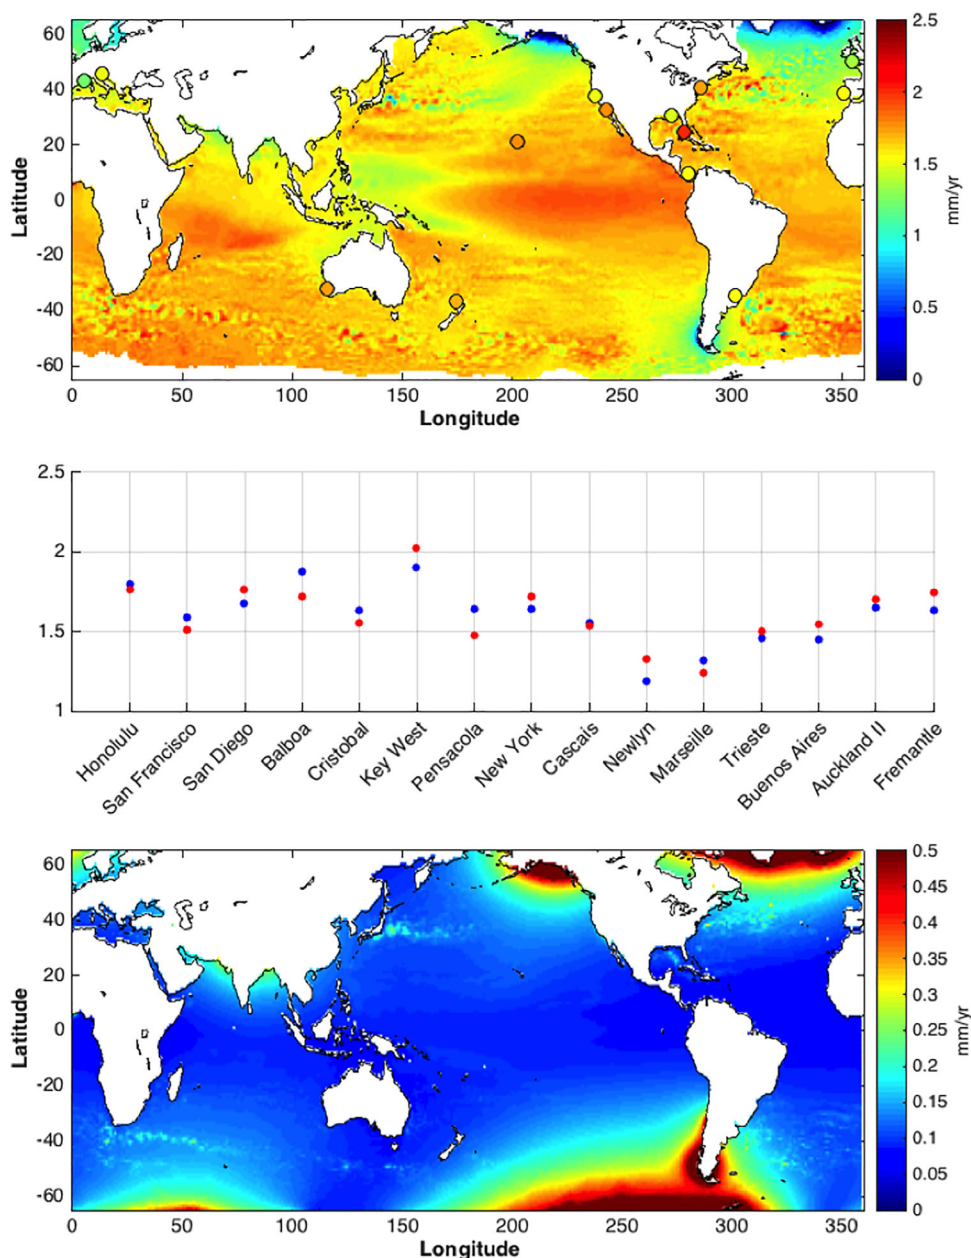 60
40
20
0
-20
-40
-60
Latitude
0 50 100 150 200 250 300 350
Longitude
2.5
2
1.5
1
0.5
0
mm/yr
2.5
2
1.5
1
Honolulu
San Francisco
San Diego
Balboa
Cristobal
Key West
Pensacola
New York
Cascais
Newlyn
Marseille
Trieste
Buenos Aires
Auckland II
Fremantle
60
40
20
0
-20
-40
-60
Latitude
0 50 100 150 200 250 300 350
Longitude
0.5
0.45
0.4
0.35
0.3
0.25
0.2
0.15
0.1
0.05
0
mm/yr